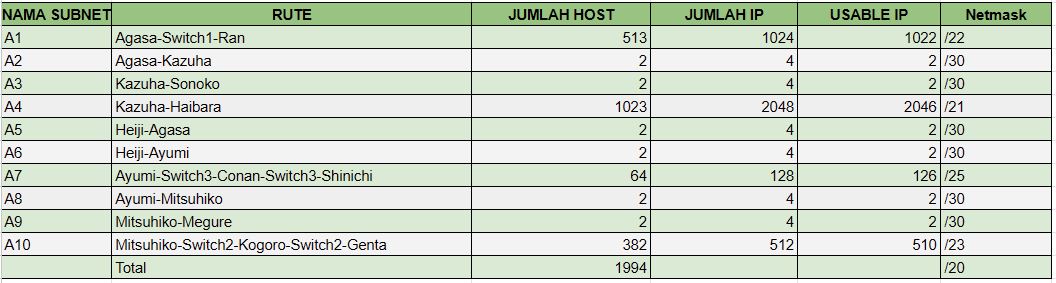 NAMA SUBNET RUTE JUMLAH HOST JUMLAH IP USABLE IP Netmask
A1 Agasa-Switch1-Ran 513 1024 1022 /22
A2 Agasa-Kazuha 2 4 2 /30
A3 Kazuha-Sonoko 2 4 2 /30
A4 Kazuha-Haibara 1023 2048 2046 /21
A5 Heiji-Agasa 2 4 2 /30
A6 Heiji-Ayumi 2 4 2 /30
A7 Ayumi-Switch3-Conan-Switch3-Shinichi 64 128 126 /25
A8 Ayumi-Mitsuhiko 2 4 2 /30
A9 Mitsuhiko-Megure 2 4 2 /30
A10 Mitsuhiko-Switch2-Kogoro-Switch2-Genta 382 512 510 /23
Total 1994 /20